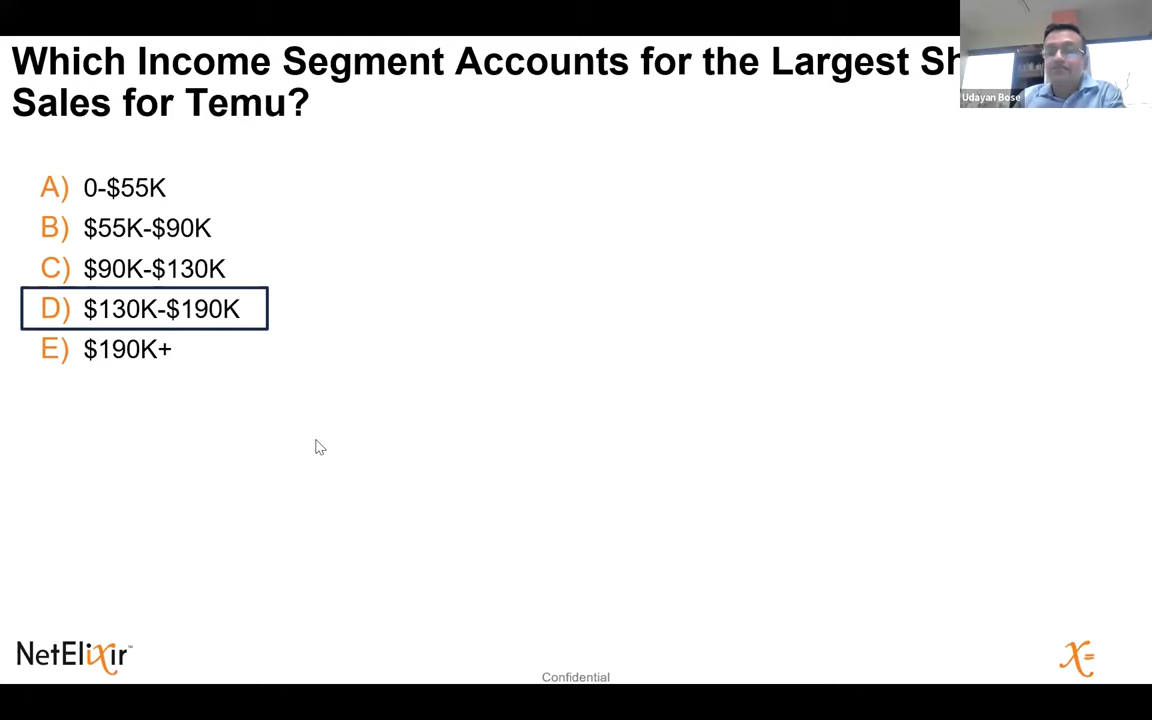 Which Income Segment Accounts for the Largest
Sales for Temu?
Udayan Bose
A) 0-$55K
B) $55K-$90K
C) $90K-$130K
D) $130K-$190K
E) $190K+
NetElixir
X=
Confidential